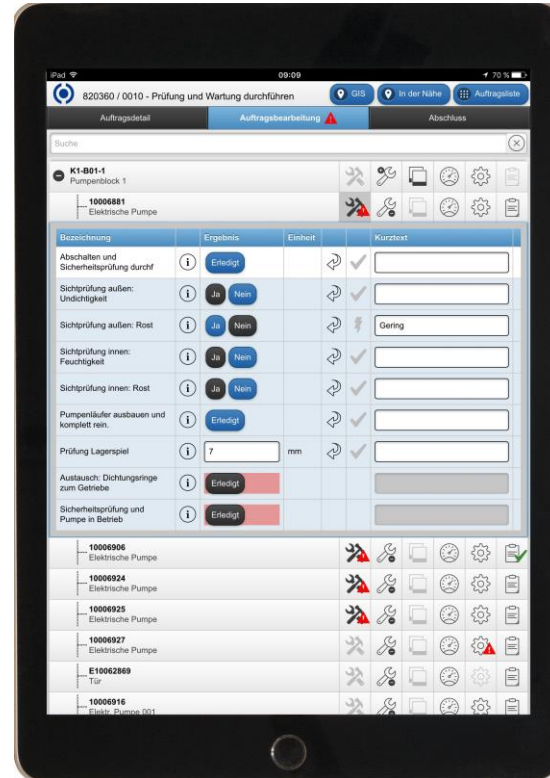 iPad
09:09
70 %
820360 / 0010 - Prüfung und Wartung durchführen
GIS
In der Nähe
Auftragsliste
Auftragsdetail
Auftragsbearbeitung
Abschluss
Suche
K1-B01-1
Pumpenblock 1
10006881
Elektrische Pumpe
Bezeichnung Ergebnis Einheit Kurztext
Abschalten und
Sicherheitsprüfung durchf
i
Erledigt
Sichtprüfung außen:
Undichtigkeit
i
Ja Nein
Sichtprüfung außen: Rost
i
Ja Nein
Gering
Sichtprüfung innen:
Feuchtigkeit
i
Ja Nein
Sichtprüfung innen: Rost
i
Ja Nein
Pumpenläufer ausbauen und
komplett rein.
i
Erledigt
Prüfung Lagerspiel
i
7
mm
Austausch: Dichtungsringe
zum Getriebe
i
Erledigt
Sicherheitsprüfung und
Pumpe in Betrieb
i
Erledigt
10006906
Elektrische Pumpe
10006924
Elektrische Pumpe
10006925
Elektrische Pumpe
10006927
Elektrische Pumpe
E10062869
Tür
10006916
Elektr. Pumpe 001